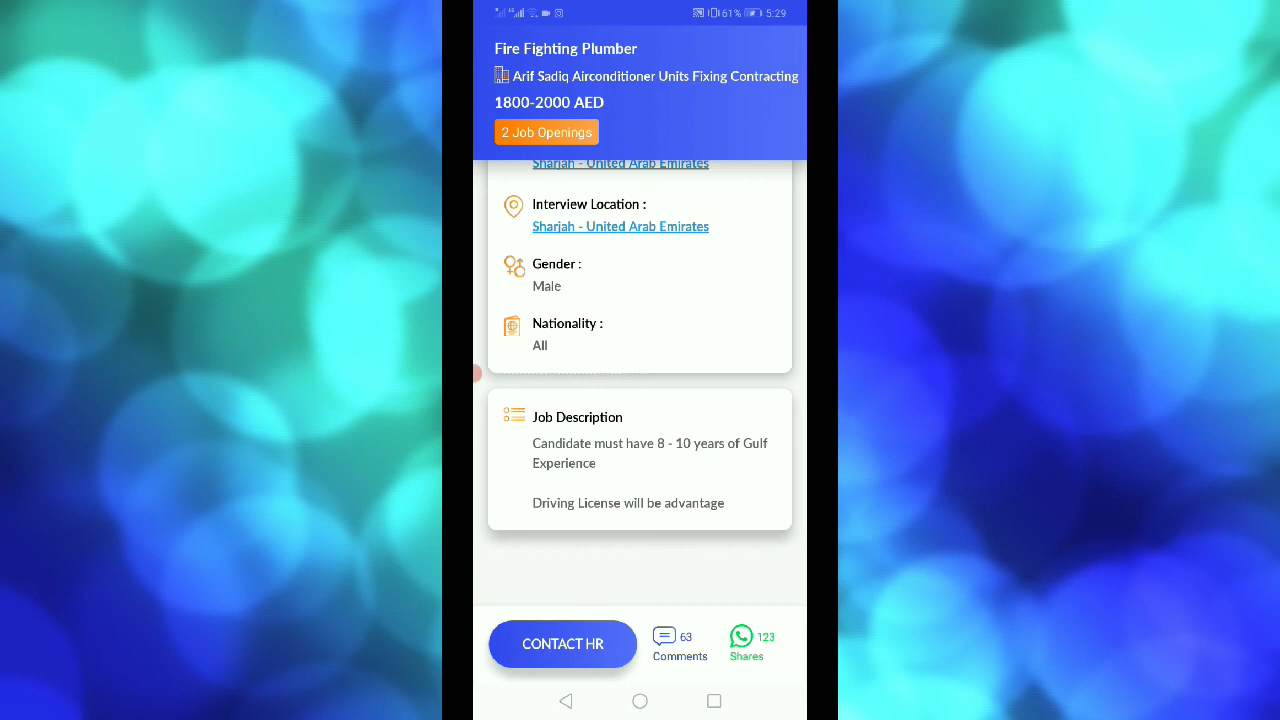 61% 5:29
Fire Fighting Plumber
Arif Sadiq Airconditioner Units Fixing Contracting
1800-2000 AED
2 Job Openings
Sharjah - United Arab Emirates
Interview Location :
Sharjah - United Arab Emirates
Gender :
Male
Nationality :
All
Job Description
Candidate must have 8 - 10 years of Gulf
Experience
Driving License will be advantage
CONTACT HR
63
Comments
123
Shares